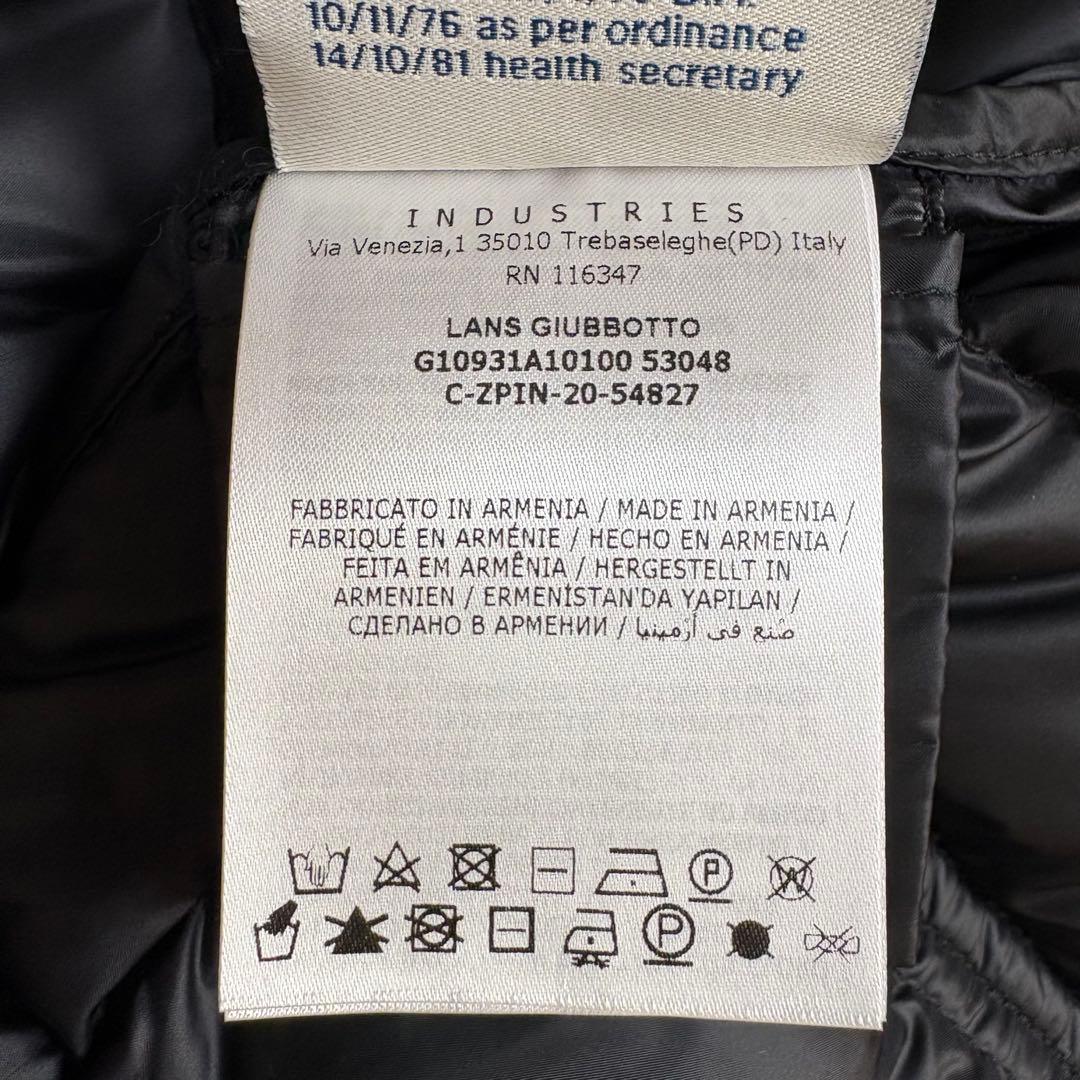 10/11/76 as per ordinance
14/10/81 health secretary
INDUSTRIES
Via Venezia,1 35010 Trebaseleghe(PD) Italy
RN 116347
LANS GIUBBOTTO
G10931A10100 53048
C-ZPIN-20-54827
FABBRICATO IN ARMENIA / MADE IN ARMENIA /
FABRIQUÉ EN ARMÉNIE / HECHO EN ARMENIA /
FEITA EM ARMÊNIA / HERGESTELLT IN
ARMENIEN / ERMENİSTAN'DA YAPILAN /
СДЕЛАНО В АРМЕНИИ / صُنع في أرمينيا
P W
P